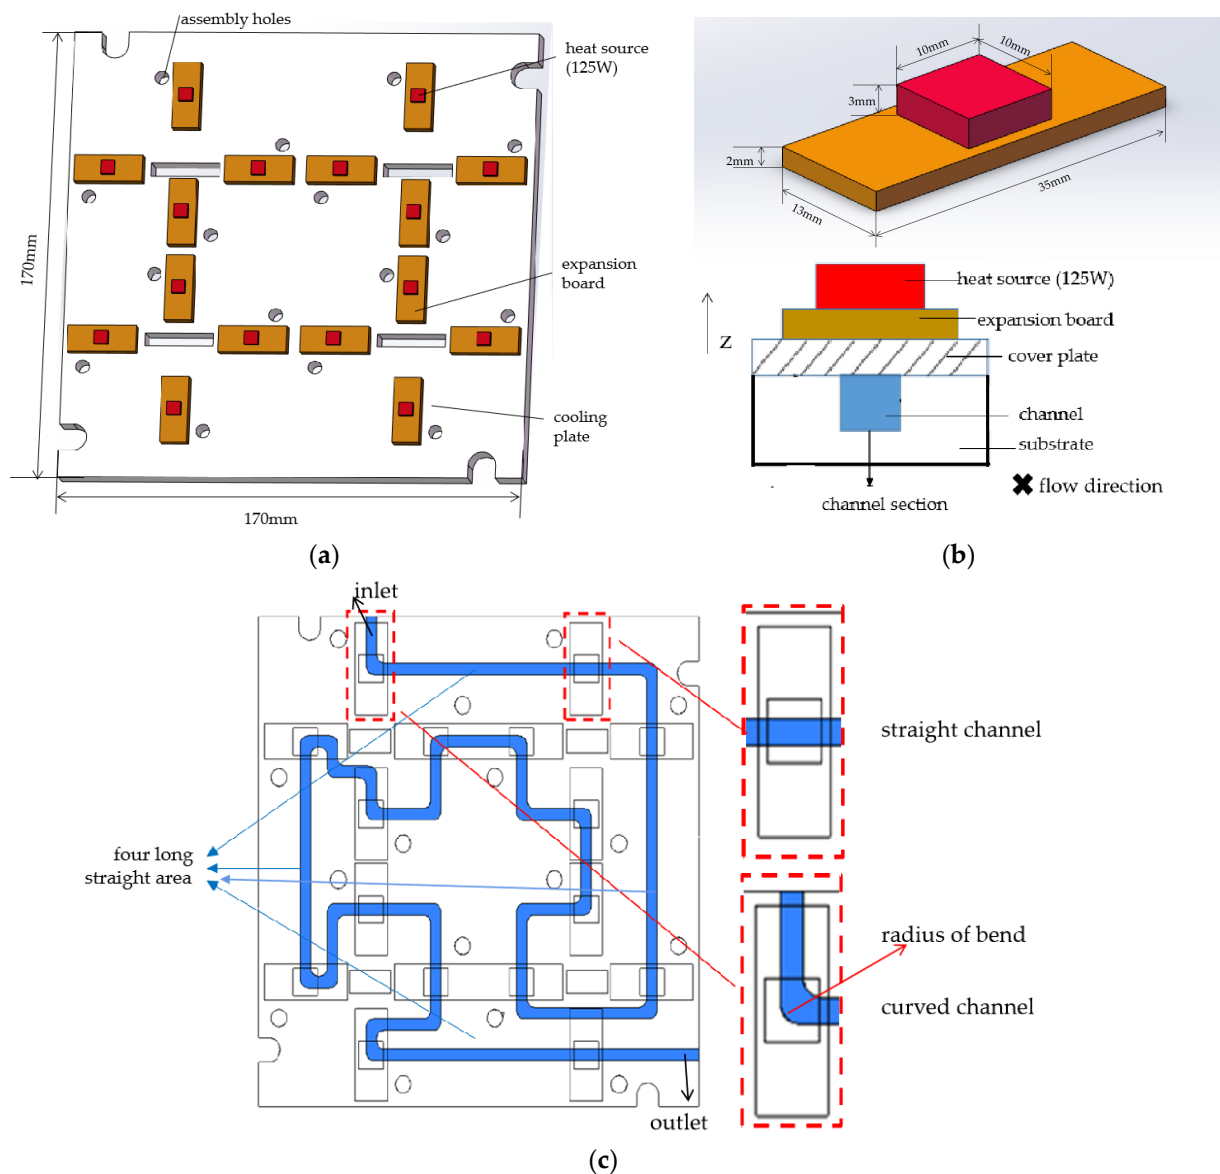 assembly holes
heat source
(125W)
170mm
expansion
board
cooling
plate
170mm
(a)
10mm
10mm
3mm
2mm
13mm
35mm
heat source (125W)
expansion board
Z
cover plate
channel
substrate
flow direction
channel section
(b)
inlet
straight channel
four long
straight area
radius of bend
curved channel
outlet
(c)